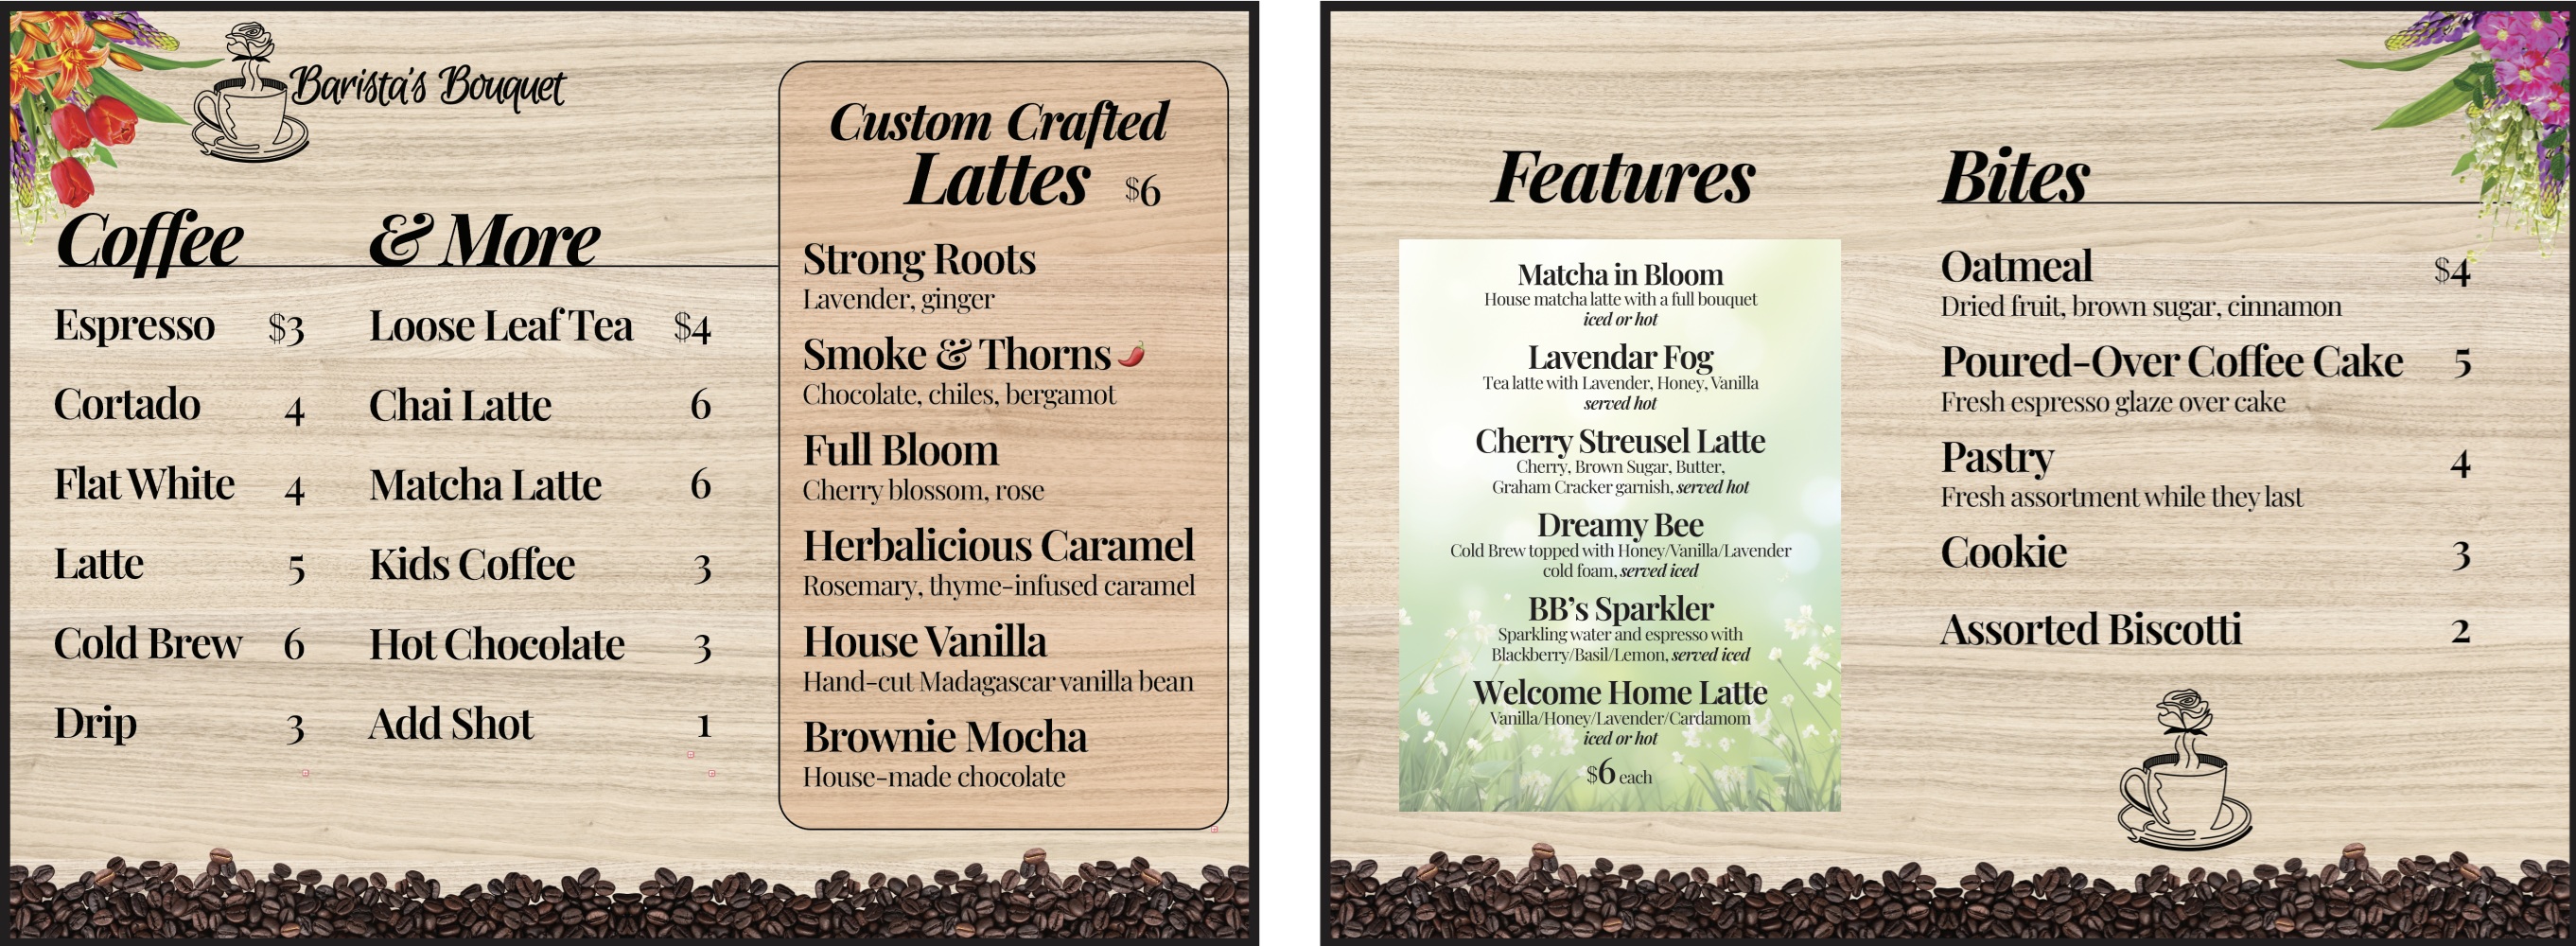 Barista's Bouquet
Coffee & More
Espresso $3
Cortado 4
Flat White 4
Latte 5
Cold Brew 6
Drip 3
Loose Leaf Tea $4
Chai Latte 6
Matcha Latte 6
Kids Coffee 3
Hot Chocolate 3
Add Shot 1
Custom Crafted
Lattes $6
Strong Roots
Lavender, ginger
Smoke & Thorns
Chocolate, chiles, bergamot
Full Bloom
Cherry blossom, rose
Herbalicious Caramel
Rosemary, thyme-infused caramel
House Vanilla
Hand-cut Madagascar vanilla bean
Brownie Mocha
House-made chocolate
Features
Matcha in Bloom
House matcha latte with a full bouquet
iced or hot
Lavendar Fog
Tea latte with Lavender, Honey, Vanilla
served hot
Cherry Streusel Latte
Cherry, Brown Sugar, Butter,
Graham Cracker garnish, served hot
Dreamy Bee
Cold Brew topped with Honey/Vanilla/Lavender
cold foam, served iced
BB's Sparkler
Sparkling water and espresso with
Blackberry/Basil/Lemon, served iced
Welcome Home Latte
Vanilla/Honey/Lavender/Cardamom
iced or hot
$6 each
Bites
Oatmeal $4
Dried fruit, brown sugar, cinnamon
Poured-Over Coffee Cake 5
Fresh espresso glaze over cake
Pastry 4
Fresh assortment while they last
Cookie 3
Assorted Biscotti 2